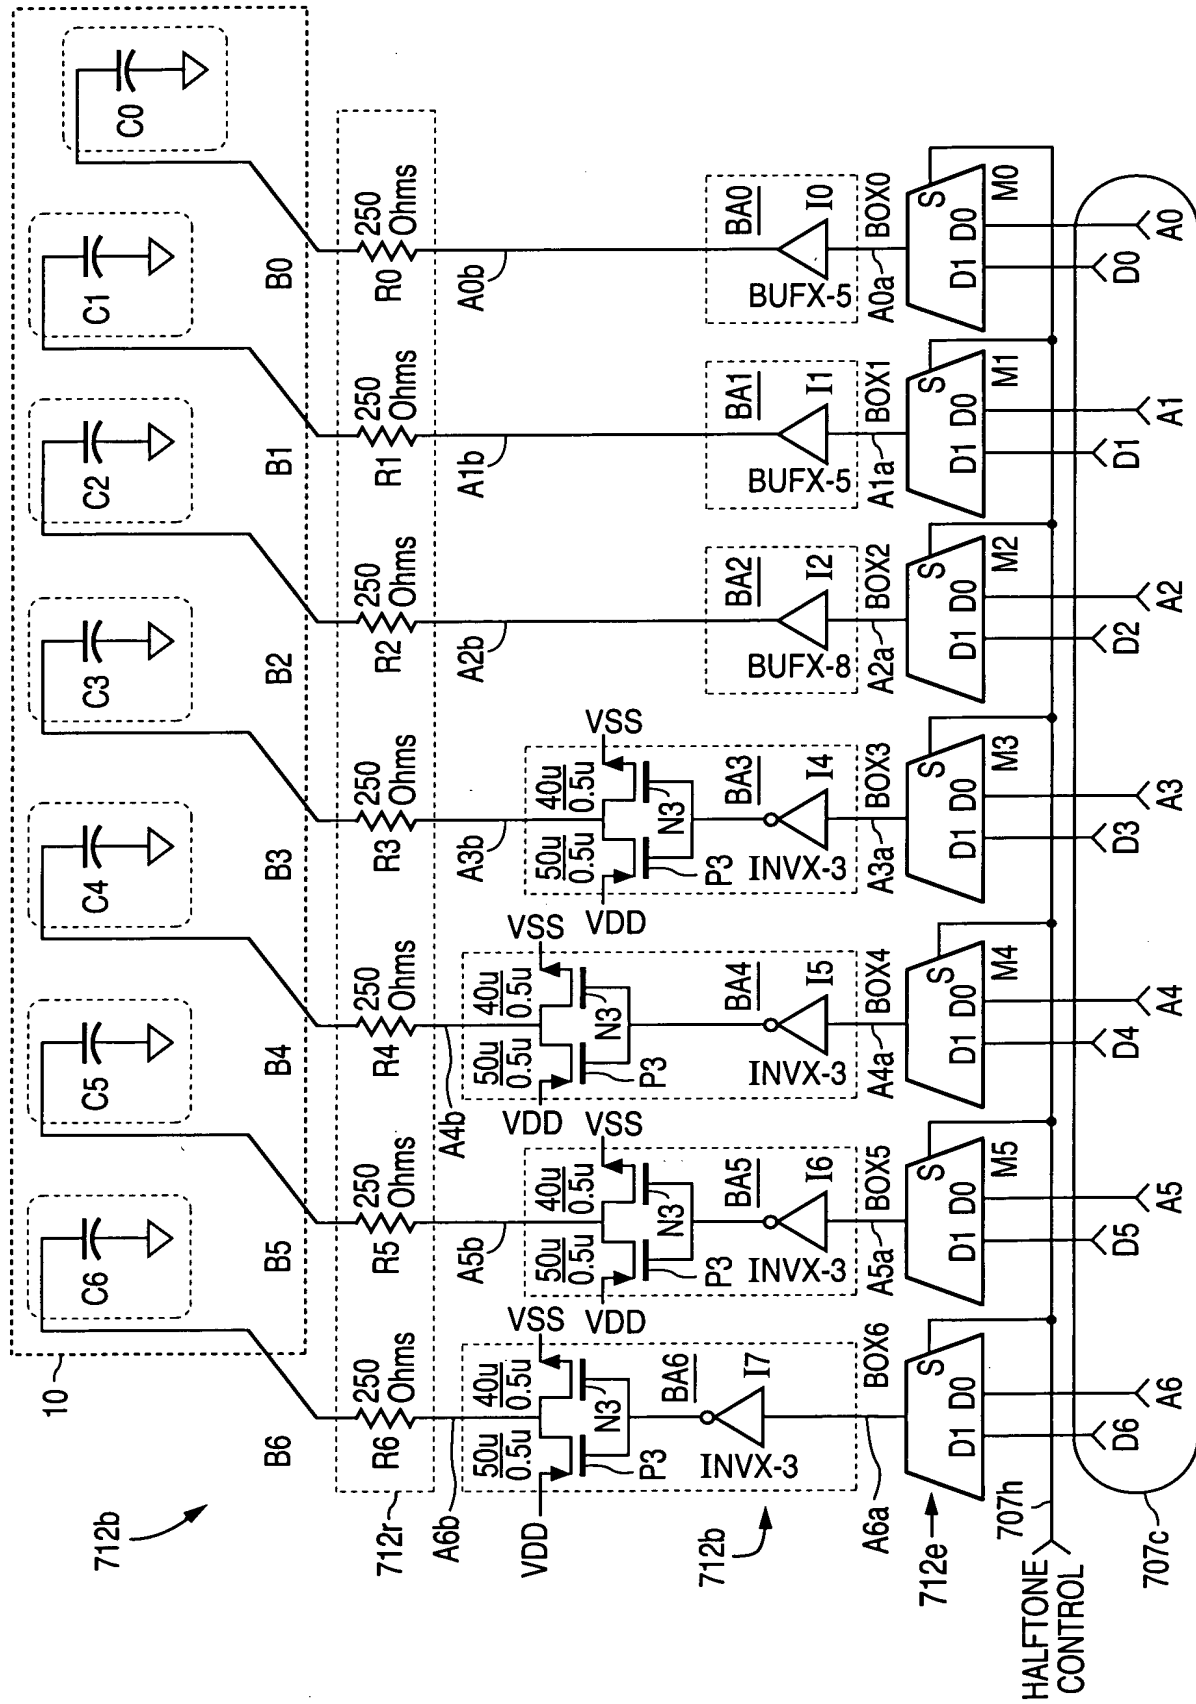 712b
10
C6
C5
C4
C3
C2
C1
C0
B6
B5
B4
B3
B2
B1
B0
712r
R6
250
Ohms
R5
250
Ohms
R4
250
Ohms
R3
250
Ohms
R2
250
Ohms
R1
250
Ohms
R0
250
Ohms
A6b
A5b
A4b
A3b
A2b
A1b
A0b
VDD
50u
0.5u
40u
0.5u
VSS
P3
N3
VDD
50u
0.5u
40u
0.5u
VSS
P3
N3
VDD
50u
0.5u
40u
0.5u
VSS
P3
N3
VDD
50u
0.5u
40u
0.5u
VSS
P3
N3
712b
INVX-3
BA6
I7
INVX-3
BA5
I6
INVX-3
BA4
I5
INVX-3
BA3
I4
BUFX-8
BA2
I2
BUFX-5
BA1
I1
BUFX-5
BA0
I0
A6a
BOX6
A5a
BOX5
A4a
BOX4
A3a
BOX3
A2a
BOX2
A1a
BOX1
A0a
BOX0
712e
S
D1 D0
S
D1 D0
M5
S
D1 D0
M4
S
D1 D0
M3
S
D1 D0
M2
S
D1 D0
M1
S
D1 D0
M0
HALFTONE
CONTROL
707h
707c
D6
A6
D5
A5
D4
A4
D3
A3
D2
A2
D1
A1
D0
A0